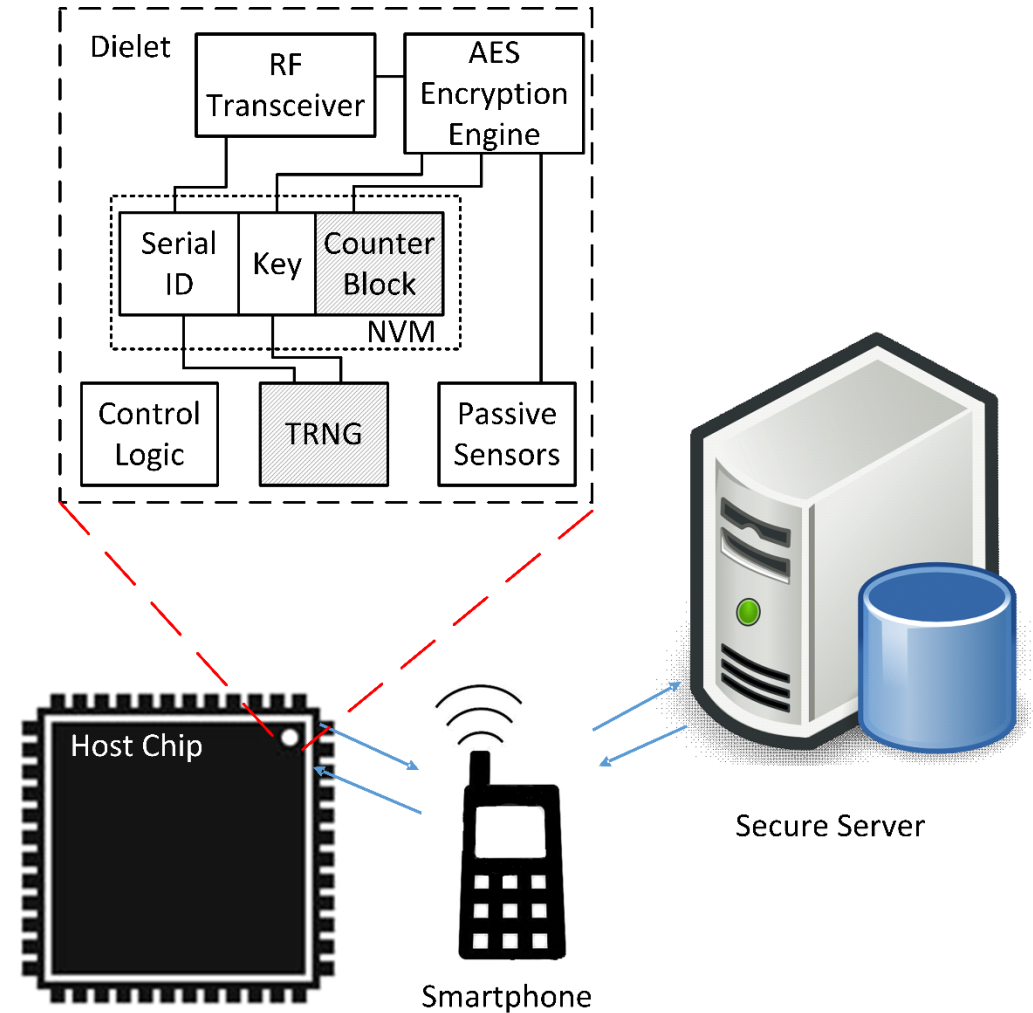 Dielet
RF
Transceiver
AES
Encryption
Engine
Serial
ID
Key
Counter
Block
NVM
Control
Logic
TRNG
Passive
Sensors
Host Chip
Secure Server
Smartphone